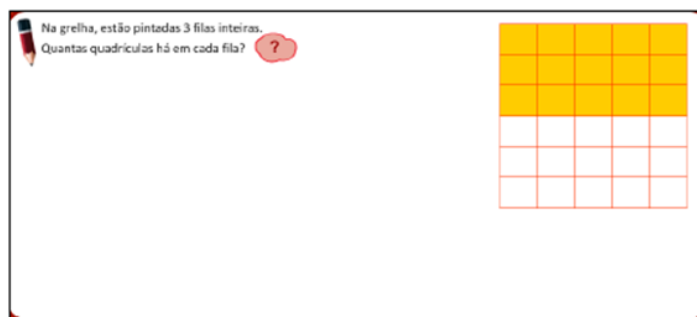 Na grelha, estão pintadas 3 filas inteiras.
Quantas quadrículas há em cada fila? ?